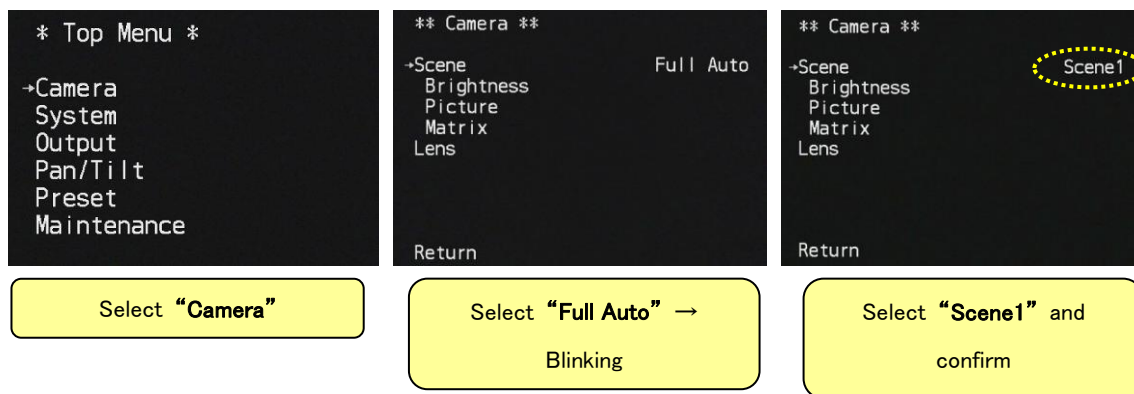 * Top Menu *
→Camera
System
Output
Pan/Tilt
Preset
Maintenance
Select “Camera”
** Camera **
→Scene Full Auto
Brightness
Picture
Matrix
Lens
Return
Select “Full Auto” →
Blinking
** Camera **
→Scene Scene1
Brightness
Picture
Matrix
Lens
Return
Select “Scene1” and
confirm